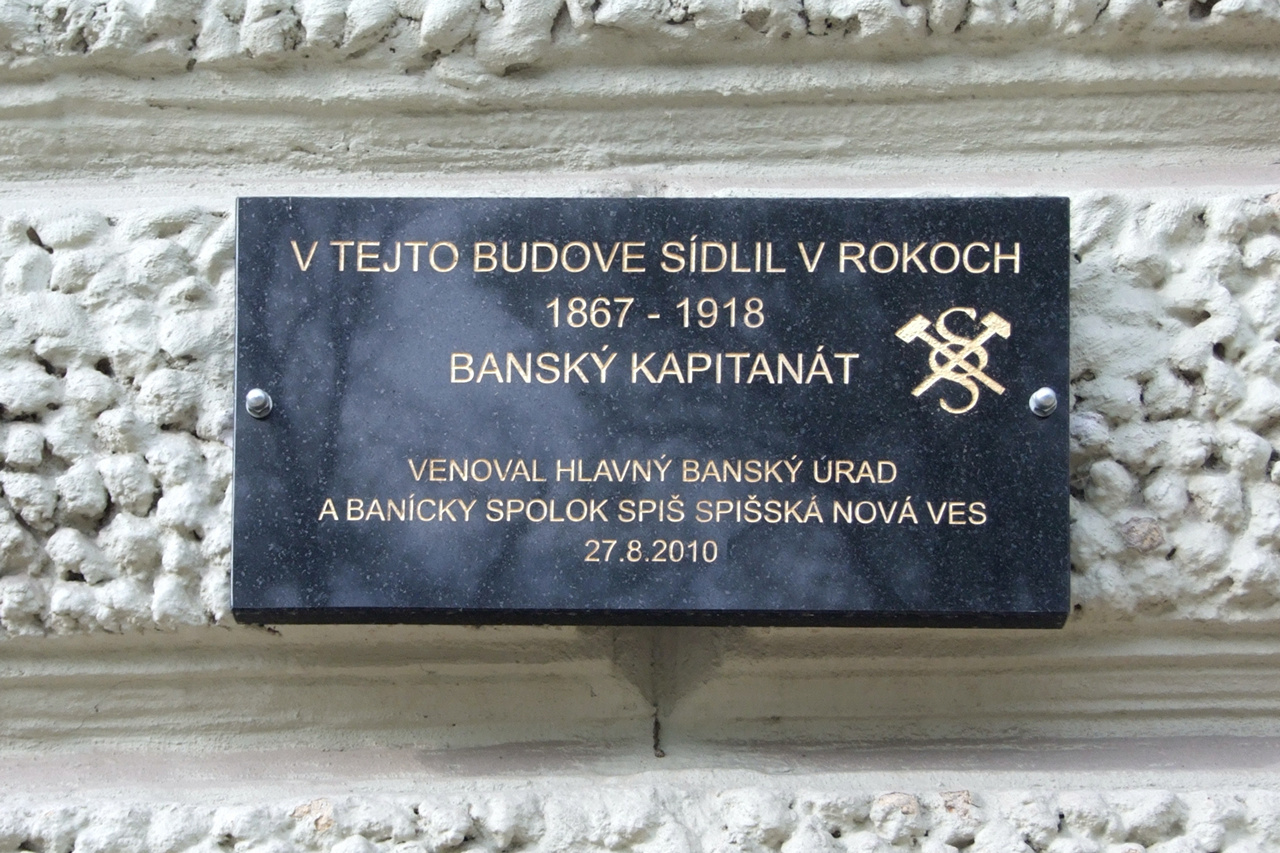 V TEJTO BUDOVE SÍDLIL V ROKOCH
1867 - 1918
BANSKÝ KAPITANÁT
SSS
VENOVAL HLAVNÝ BANSKÝ ÚRAD
A BANÍCKY SPOLOK SPIŠ SPIŠSKÁ NOVÁ VES
27.8.2010